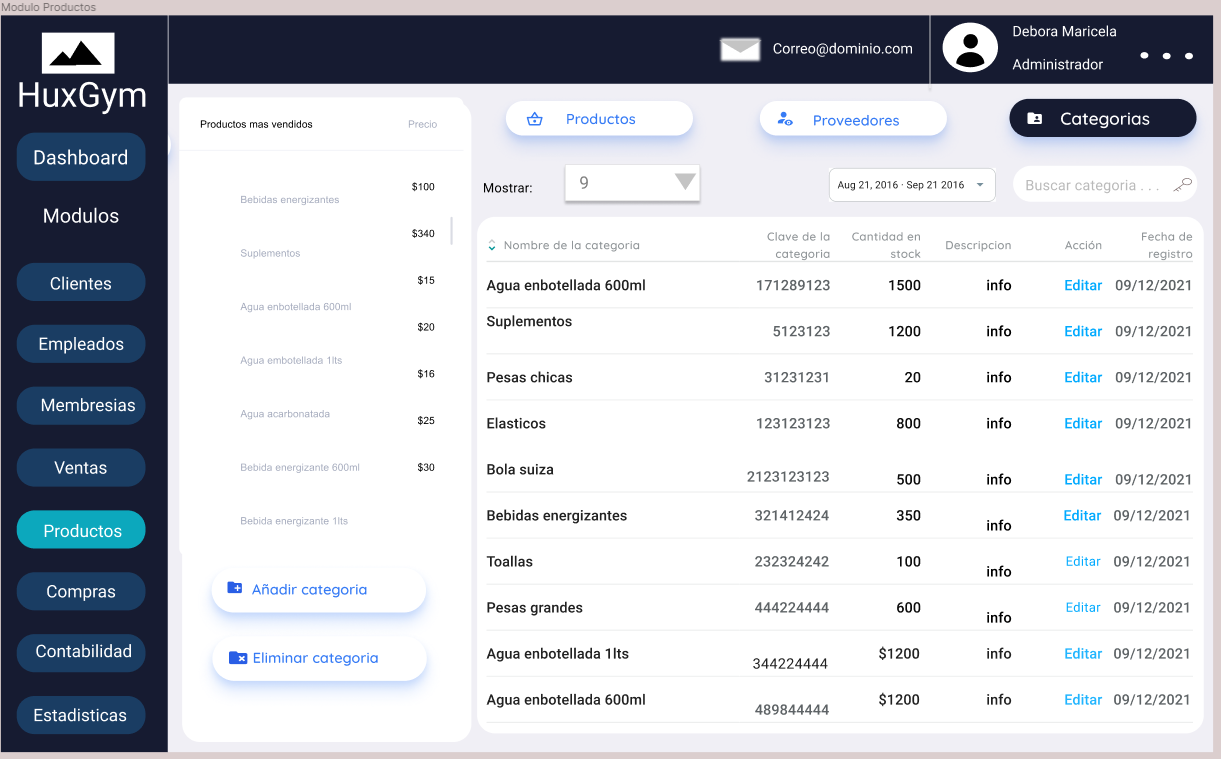 Modulo Productos
HuxGym
Dashboard
Modulos
Clientes
Empleados
Membresias
Ventas
Productos
Compras
Contabilidad
Estadisticas
Correo@dominio.com
Debora Maricela
Administrador
Productos mas vendidos Precio
$100
Bebidas energizantes
$340
Suplementos
$15
Agua enbotellada 600ml
$20
Agua embotellada 1lts
$16
Agua acarbonatada
$25
Bebida energizante 600ml $30
Bebida energizante 1lts
Añadir categoria
Eliminar categoria
Productos
Proveedores
Categorias
Mostrar: 9
Aug 21, 2016 - Sep 21 2016
Buscar categoria . . .
Nombre de la categoria
Clave de la
categoria
Cantidad en
stock
Descripcion
Acción
Fecha de
registro
Agua enbotellada 600ml 171289123 1500 info Editar 09/12/2021
Suplementos 5123123 1200 info Editar 09/12/2021
Pesas chicas 31231231 20 info Editar 09/12/2021
Elasticos 123123123 800 info Editar 09/12/2021
Bola suiza 2123123123 500 info Editar 09/12/2021
Bebidas energizantes 321412424 350 info Editar 09/12/2021
Toallas 232324242 100 info Editar 09/12/2021
Pesas grandes 444224444 600 info Editar 09/12/2021
Agua enbotellada 1lts 344224444 $1200 info Editar 09/12/2021
Agua enbotellada 600ml 489844444 $1200 info Editar 09/12/2021